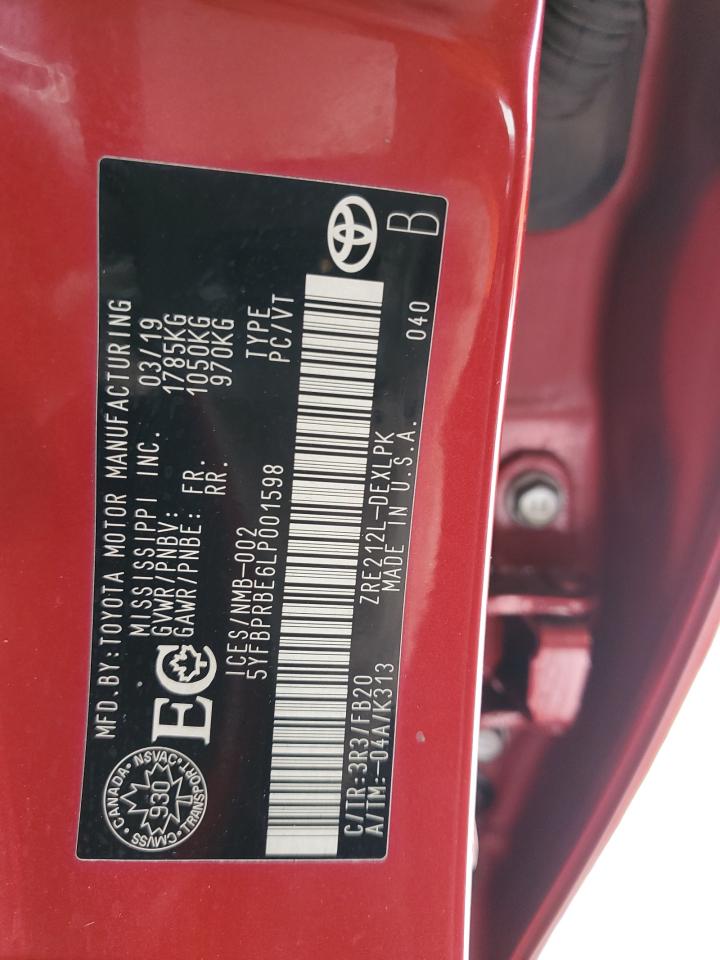 MFD.BY:TOYOTA MOTOR MANUFACTURING
MISSISSIPPI INC. 03/19
GVWR/PNBV: 1785KG
GAWR/PNBE: FR. 1050KG
RR. 970KG
CANADA NSVAC
930
CMVSS TRANSPORT
EC
ICES/NMB-002
5YFBPRBE6LP001598
TYPE
PC/VT
C/TR:3R3/FB20
A/TM:-04A/K313
ZRE212L-DEXLPK
MADE IN U.S.A.
040
B